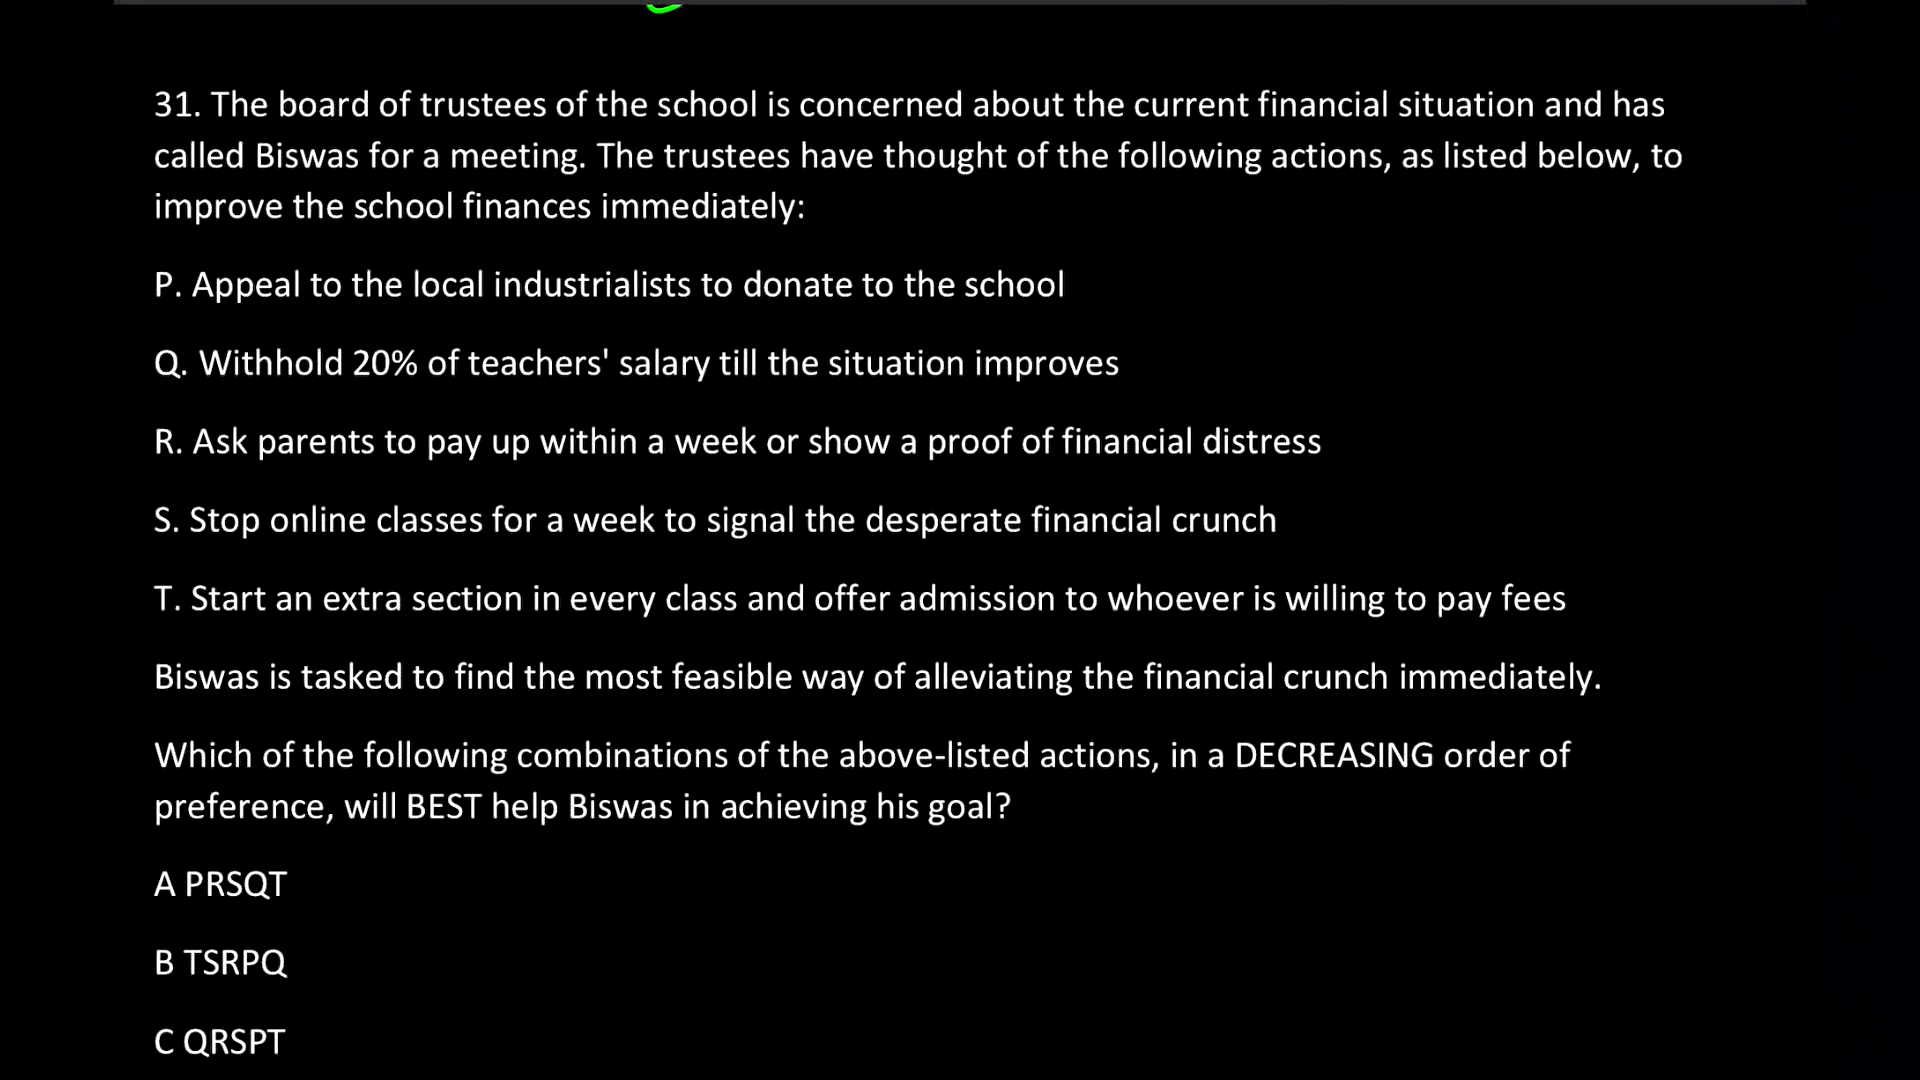 31. The board of trustees of the school is concerned about the current financial situation and has
called Biswas for a meeting. The trustees have thought of the following actions, as listed below, to
improve the school finances immediately:
P. Appeal to the local industrialists to donate to the school
Q. Withhold 20% of teachers' salary till the situation improves
R. Ask parents to pay up within a week or show a proof of financial distress
S. Stop online classes for a week to signal the desperate financial crunch
T. Start an extra section in every class and offer admission to whoever is willing to pay fees
Biswas is tasked to find the most feasible way of alleviating the financial crunch immediately.
Which of the following combinations of the above-listed actions, in a DECREASING order of
preference, will BEST help Biswas in achieving his goal?
A PRSQT
B TSRPQ
C QRSPT